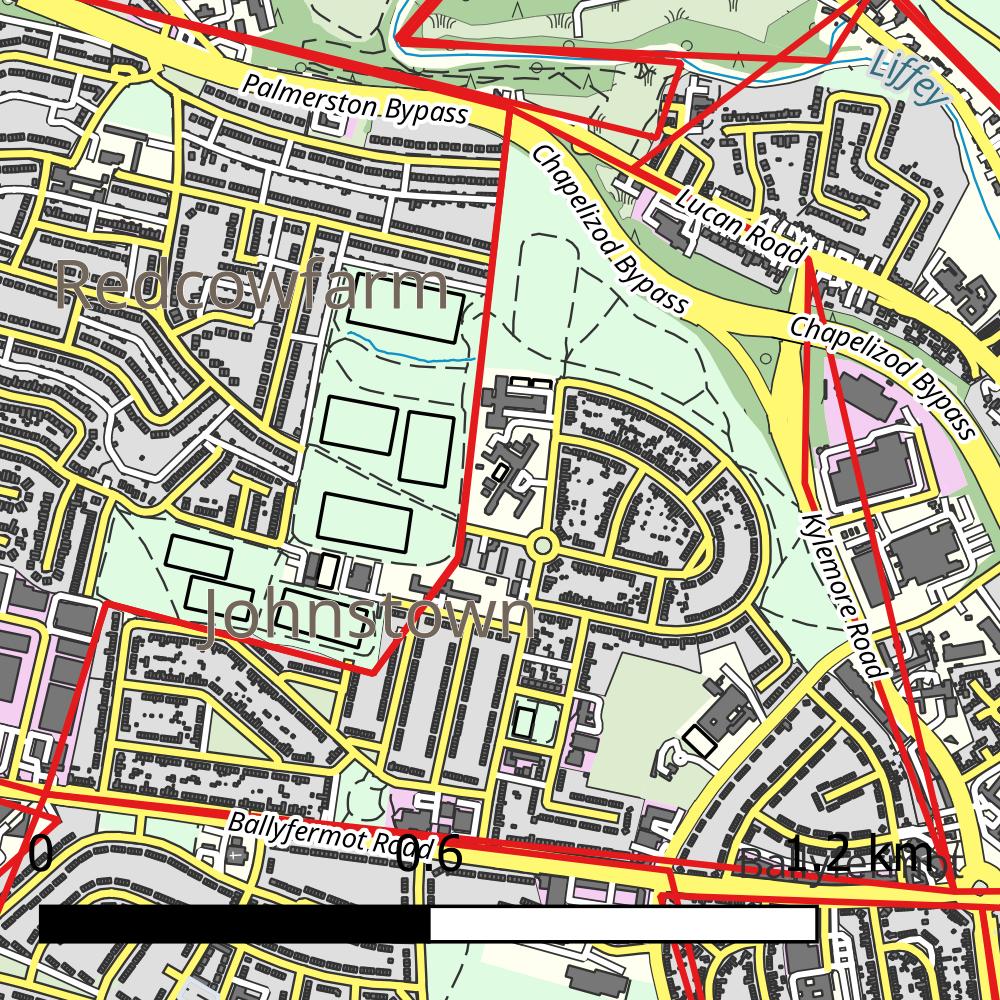 Liffey
Palmerston Bypass
Chapelizod Bypass
Lucan Road
Redcowfarm
Chapelizod Bypass
Kylemore Road
Johnstown
Ballyfermot Road
Ballyfermot
0 0.6 1.2 km